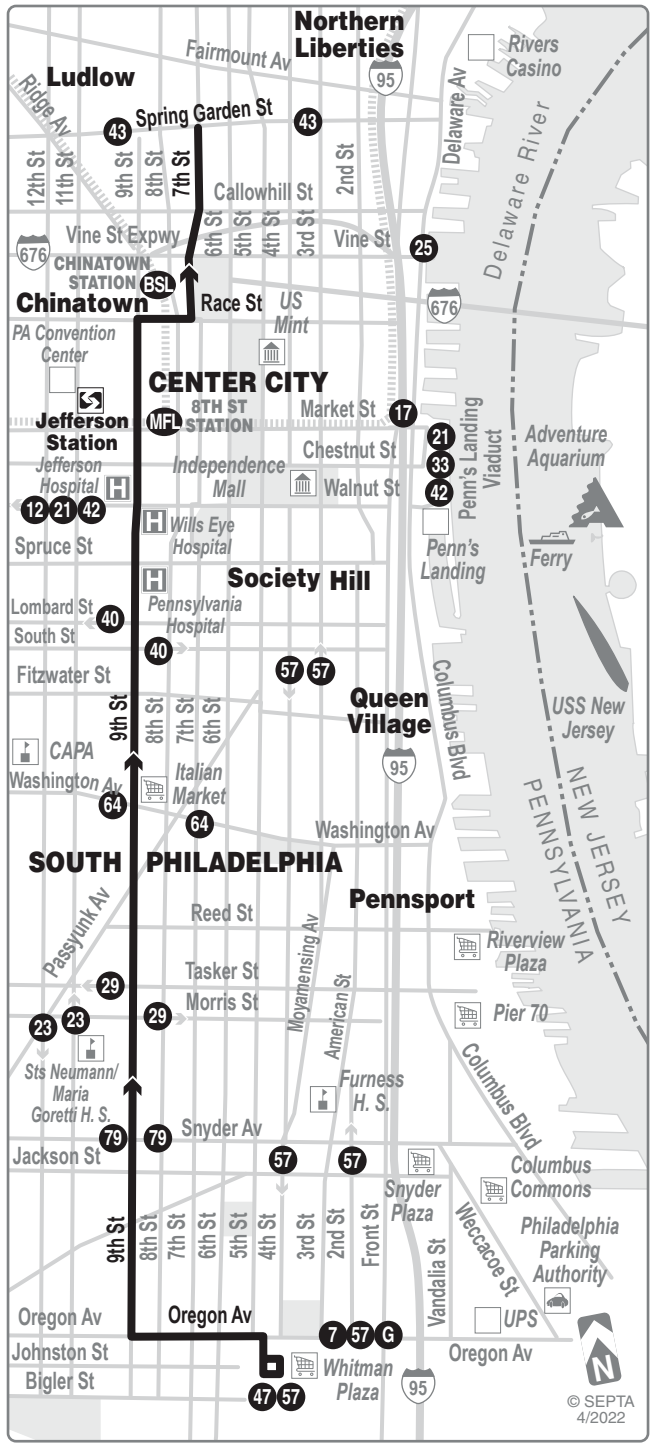 Northern
Liberties
Rivers
Casino
Fairmount Av
Ludlow
95
Ridge Av
Delaware Av
Spring Garden St
43
43
Delaware River
12th St
11th St
9th St
8th St
7th St
2nd St
Callowhill St
6th St
5th St
4th St
3rd St
Vine St Expwy
Vine St
25
676
CHINATOWN
STATION
BSL
Chinatown
Race St
US
Mint
676
PA Convention
Center
CENTER CITY
Jefferson
Station
MFL
8TH ST
STATION
Market St
17
Chestnut St
21
33
42
Penn's Landing
Viaduct
Adventure
Aquarium
Jefferson
Hospital
H
Independence
Mall
Walnut St
12
21
42
H
Wills Eye
Hospital
Spruce St
Penn's
Landing
Ferry
H
Society Hill
Pennsylvania
Hospital
Lombard St
40
South St
40
Fitzwater St
57
57
9th St
8th St
7th St
6th St
Queen
Village
Columbus Blvd
USS New
Jersey
CAPA
Washington Av
64
Italian
Market
64
95
Washington Av
NEW JERSEY
PENNSYLVANIA
SOUTH PHILADELPHIA
Pennsport
Passyunk Av
Reed St
Moyamensing Av
Riverview
Plaza
Tasker St
29
American St
Morris St
29
Pier 70
23
23
Sts Neumann/
Maria
Goretti H. S.
Columbus Blvd
Furness
H. S.
79
79
Snyder Av
Jackson St
57
57
Snyder
Plaza
Columbus
Commons
9th St
8th St
7th St
6th St
5th St
4th St
3rd St
2nd St
Front St
Vandalia St
Weccacoe St
Philadelphia
Parking
Authority
UPS
Oregon Av
Oregon Av
7
57
G
Oregon Av
Johnston St
Whitman
Plaza
Bigler St
47
57
95
N
© SEPTA
4/2022